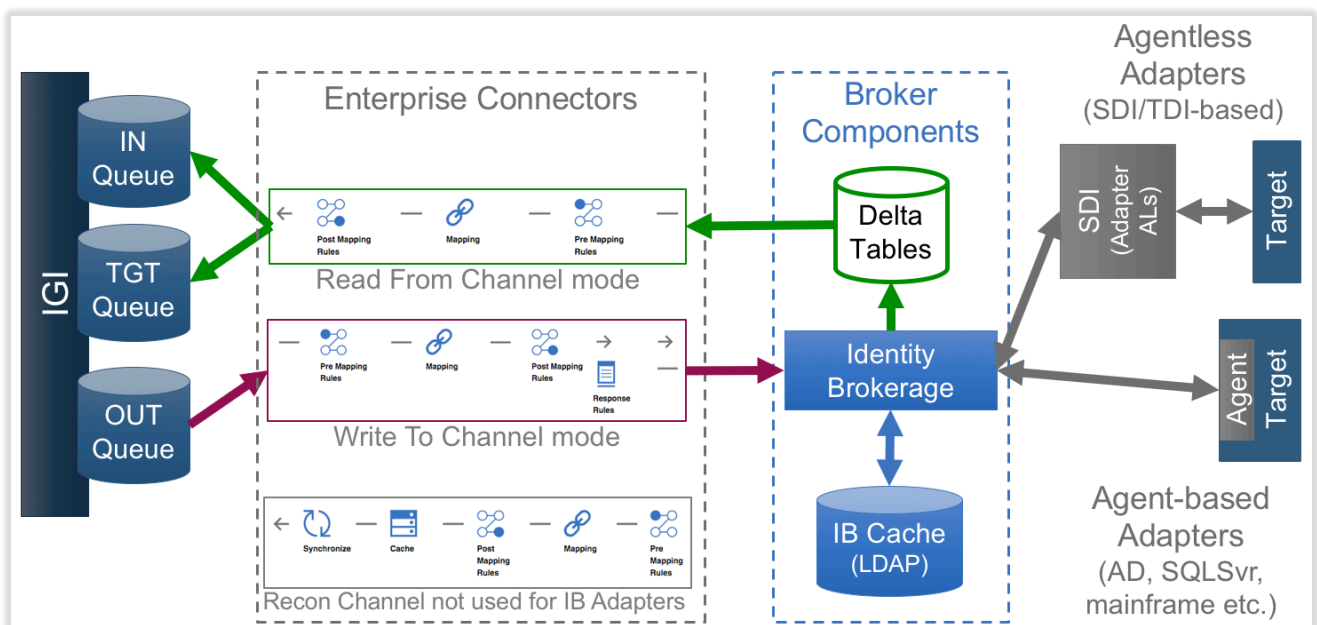 IGI
IN
Queue
TGT
Queue
OUT
Queue
Enterprise Connectors
Post Mapping
Rules
Mapping
Pre Mapping
Rules
Read From Channel mode
Pre Mapping
Rules
Mapping
Post Mapping
Rules
Response
Rules
Write To Channel mode
Synchronize
Cache
Post
Mapping
Rules
Mapping
Pre
Mapping
Rules
Recon Channel not used for IB Adapters
Broker
Components
Delta
Tables
Identity
Brokerage
IB Cache
(LDAP)
Agentless
Adapters
(SDI/TDI-based)
SDI
(Adapter
ALs)
Target
Agent
Target
Agent-based
Adapters
(AD, SQLSvr,
mainframe etc.)